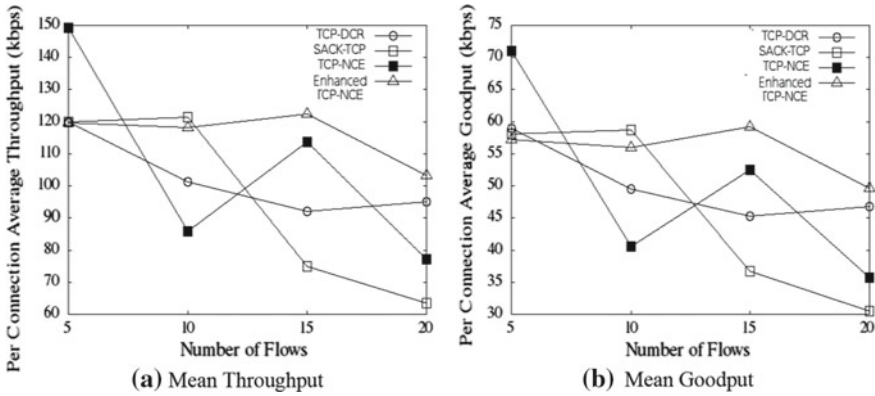 Per Connection Average Throughput (kbps)
150
140
130
120
110
100
90
80
70
60
5
10
15
20
Number of Flows
TCP-DCR
SACK-TCP
TCP-NCE
Enhanced
TCP-NCE
(a) Mean Throughput
Per Connection Average Goodput (kbps)
75
70
65
60
55
50
45
40
35
30
5
10
15
20
Number of Flows
TCP-DCR
SACK-TCP
TCP-NCE
Enhanced
TCP-NCE
(b) Mean Goodput